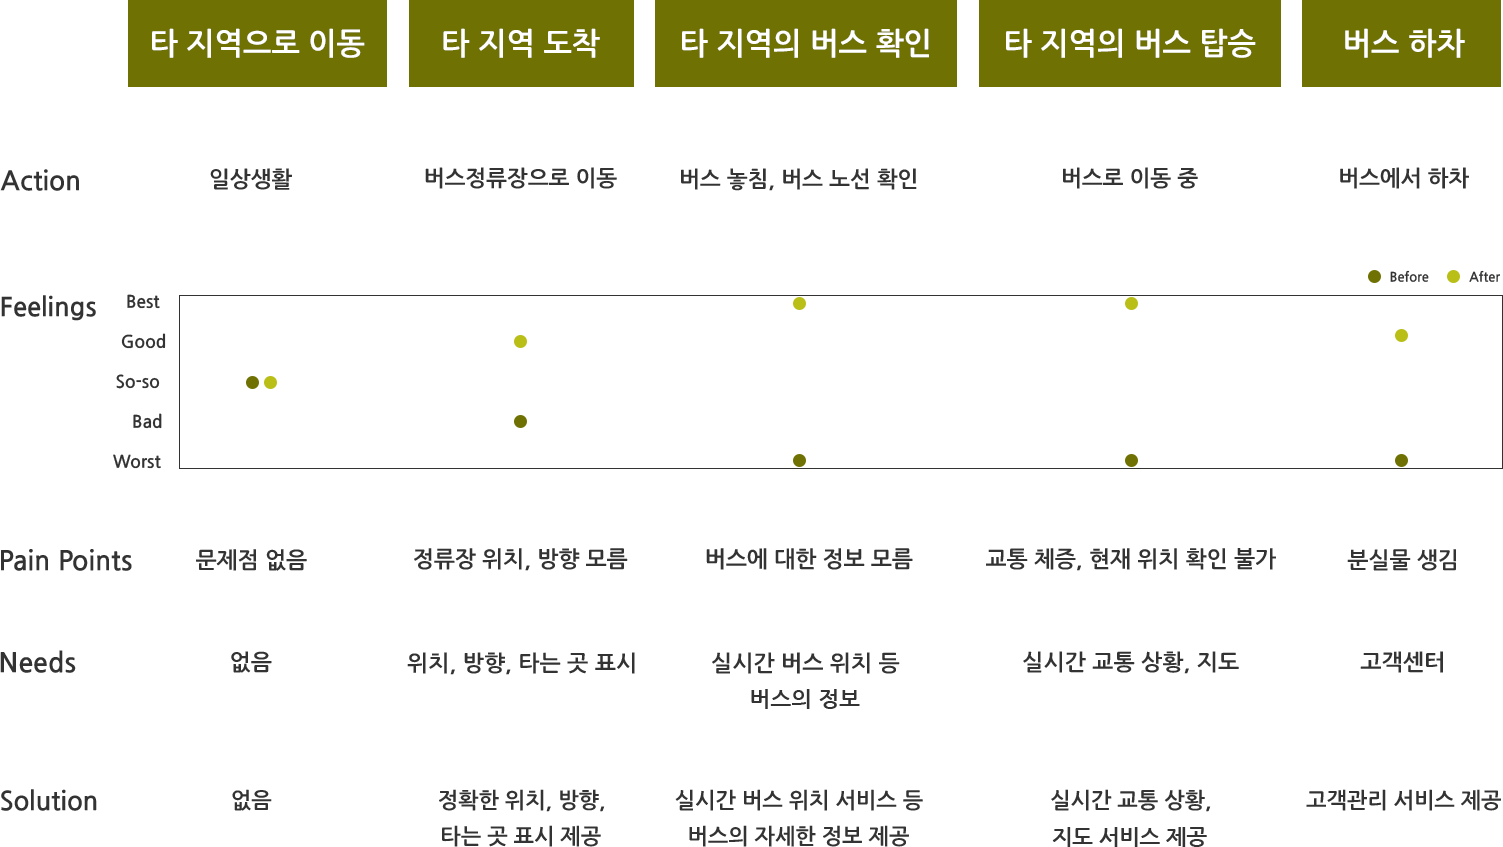 타 지역으로 이동
타 지역 도착
타 지역의 버스 확인
타 지역의 버스 탑승
버스 하차
Action
일상생활
버스정류장으로 이동
버스 놓침, 버스 노선 확인
버스로 이동 중
버스에서 하차
Before
After
Feelings
Best
Good
So-so
Bad
Worst
Pain Points
문제점 없음
정류장 위치, 방향 모름
버스에 대한 정보 모름
교통 체증, 현재 위치 확인 불가
분실물 생김
Needs
없음
위치, 방향, 타는 곳 표시
실시간 버스 위치 등
버스의 정보
실시간 교통 상황, 지도
고객센터
Solution
없음
정확한 위치, 방향,
타는 곳 표시 제공
실시간 버스 위치 서비스 등
버스의 자세한 정보 제공
실시간 교통 상황,
지도 서비스 제공
고객관리 서비스 제공